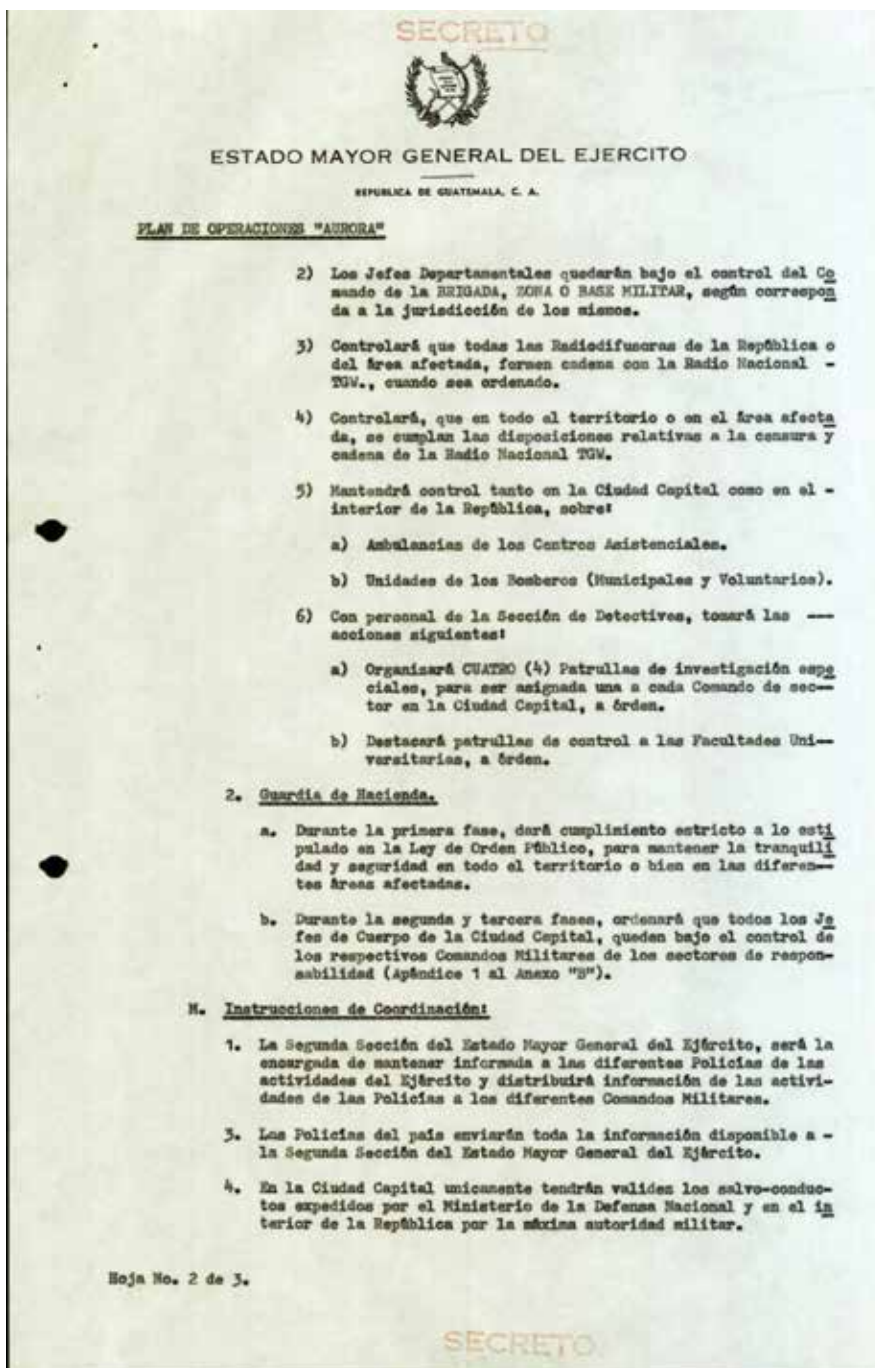 SECRETO
ESTADO MAYOR GENERAL DEL EJERCITO
REPUBLICA DE GUATEMALA, C. A.
PLAN DE OPERACIONES "AURORA"
2) Los Jefes Departamentales quedarán bajo el control del Co
mando de la BRIGADA, ZONA O BASE MILITAR, según correspon
da a la jurisdicción de los mismos.
3) Controlará que todas las Radiodifusoras de la República o
del área afectada, formen cadena con la Radio Nacional -
TGW., cuando sea ordenado.
4) Controlará, que en todo el territorio o en el área afecta
da, se cumplan las disposiciones relativas a la censura y
cadena de la Radio Nacional TGW.
5) Mantendrá control tanto en la Ciudad Capital como en el -
interior de la República, sobre:
a) Ambulancias de los Centros Asistenciales.
b) Unidades de los Bomberos (Municipales y Voluntarios).
6) Con personal de la Sección de Detectives, tomará las ---
acciones siguientes:
a) Organizará CUATRO (4) Patrullas de investigación espe
ciales, para ser asignada una a cada Comando de sec--
tor en la Ciudad Capital, a órden.
b) Destacará patrullas de control a las Facultades Uni--
versitarias, a órden.
2. Guardia de Hacienda.
a. Durante la primera fase, dará cumplimiento estricto a lo esti
pulado en la Ley de Orden Público, para mantener la tranquili
dad y seguridad en todo el territorio o bien en las diferen--
tes áreas afectadas.
b. Durante la segunda y tercera fases, ordenará que todos los Je
fes de Cuerpo de la Ciudad Capital, queden bajo el control de
los respectivos Comandos Militares de los sectores de respon-
sabilidad (Apéndice 1 al Anexo "B").
M. Instrucciones de Coordinación:
1. La Segunda Sección del Estado Mayor General del Ejército, será la
encargada de mantener informada a las diferentes Policías de las
actividades del Ejército y distribuirá información de las activi-
dades de las Policías a los diferentes Comandos Militares.
3. Las Policías del país enviarán toda la información disponible a -
la Segunda Sección del Estado Mayor General del Ejército.
4. En la Ciudad Capital unicamente tendrán validez los salvo-conduc-
tos expedidos por el Ministerio de la Defensa Nacional y en el in
terior de la República por la máxima autoridad militar.
Hoja No. 2 de 3.
SECRETO